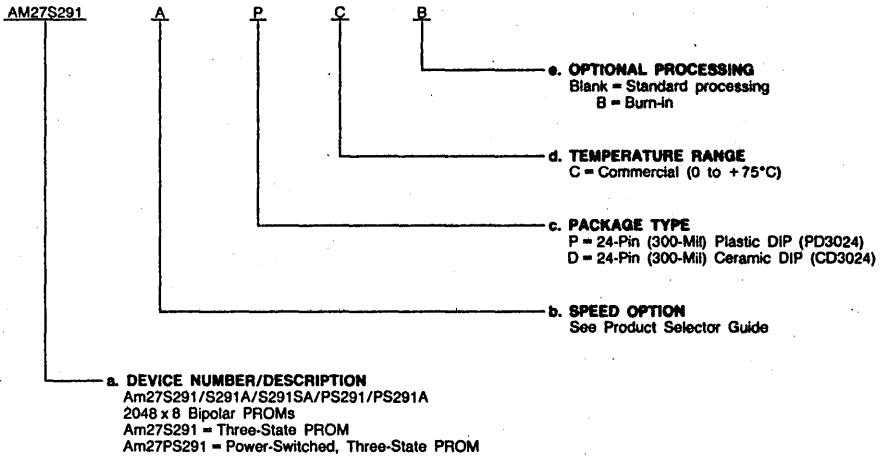 AM27S291 A P C B
e. OPTIONAL PROCESSING
Blank = Standard processing
B = Burn-in
d. TEMPERATURE RANGE
C = Commercial (0 to +75°C)
c. PACKAGE TYPE
P = 24-Pin (300-Mil) Plastic DIP (PD3024)
D = 24-Pin (300-Mil) Ceramic DIP (CD3024)
b. SPEED OPTION
See Product Selector Guide
a. DEVICE NUMBER/DESCRIPTION
Am27S291/S291A/S291SA/PS291/PS291A
2048 x 8 Bipolar PROMs
Am27S291 = Three-State PROM
Am27PS291 = Power-Switched, Three-State PROM